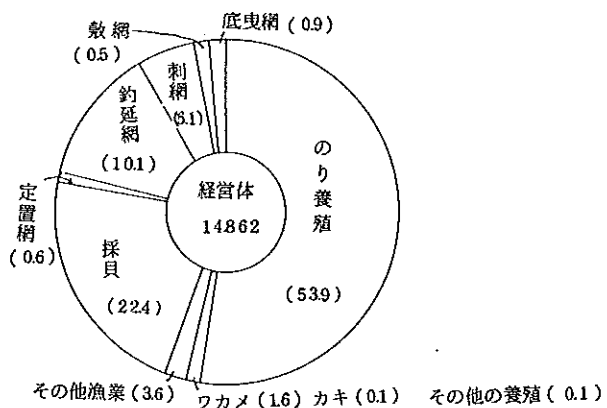 底曳網 (0.9)
敷網
(0.5)
刺網
(6.1)
釣延網
(10.1)
定置網
(0.6)
採貝
(22.4)
のり養殖
(53.9)
経営体
14862
その他漁業 (3.6) ワカメ (1.6) カキ (0.1) その他の養殖 (0.1)